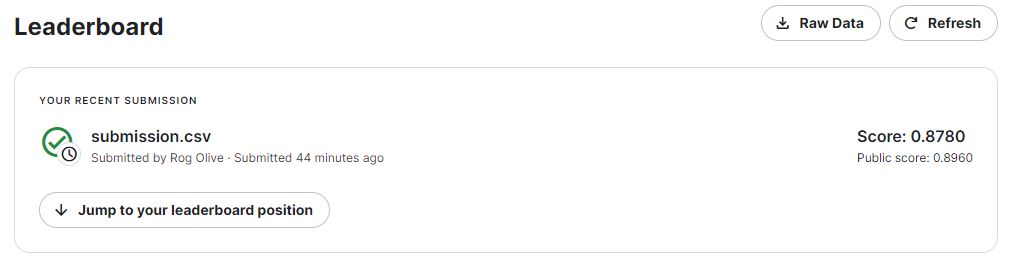 Leaderboard
Raw Data
Refresh
YOUR RECENT SUBMISSION
submission.csv
Submitted by Rog Olive · Submitted 44 minutes ago
Score: 0.8780
Public score: 0.8960
Jump to your leaderboard position